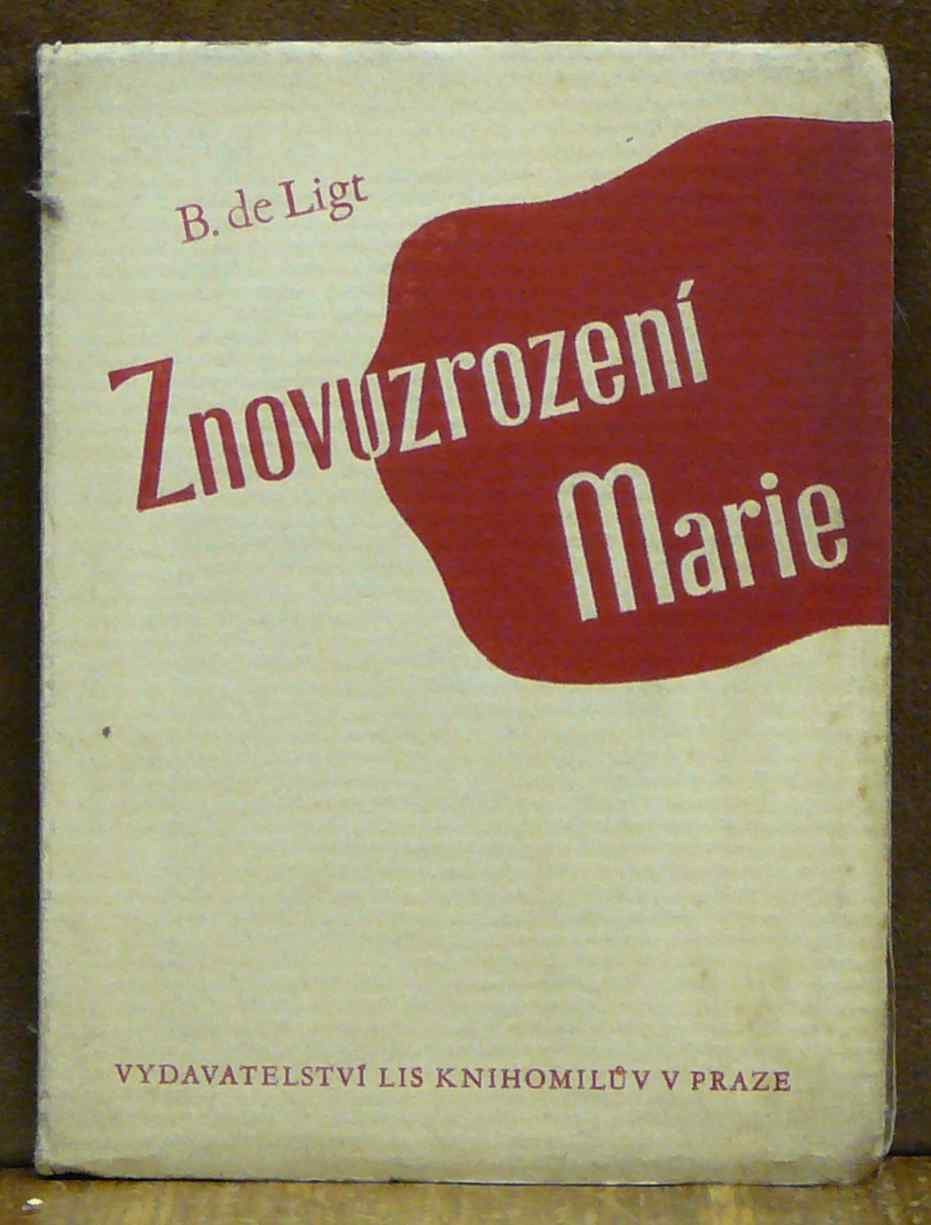 B. de Ligt
Znovuzrození
Marie
VYDAVATELSTVÍ LIS KNIHOMILŮV V PRAZE